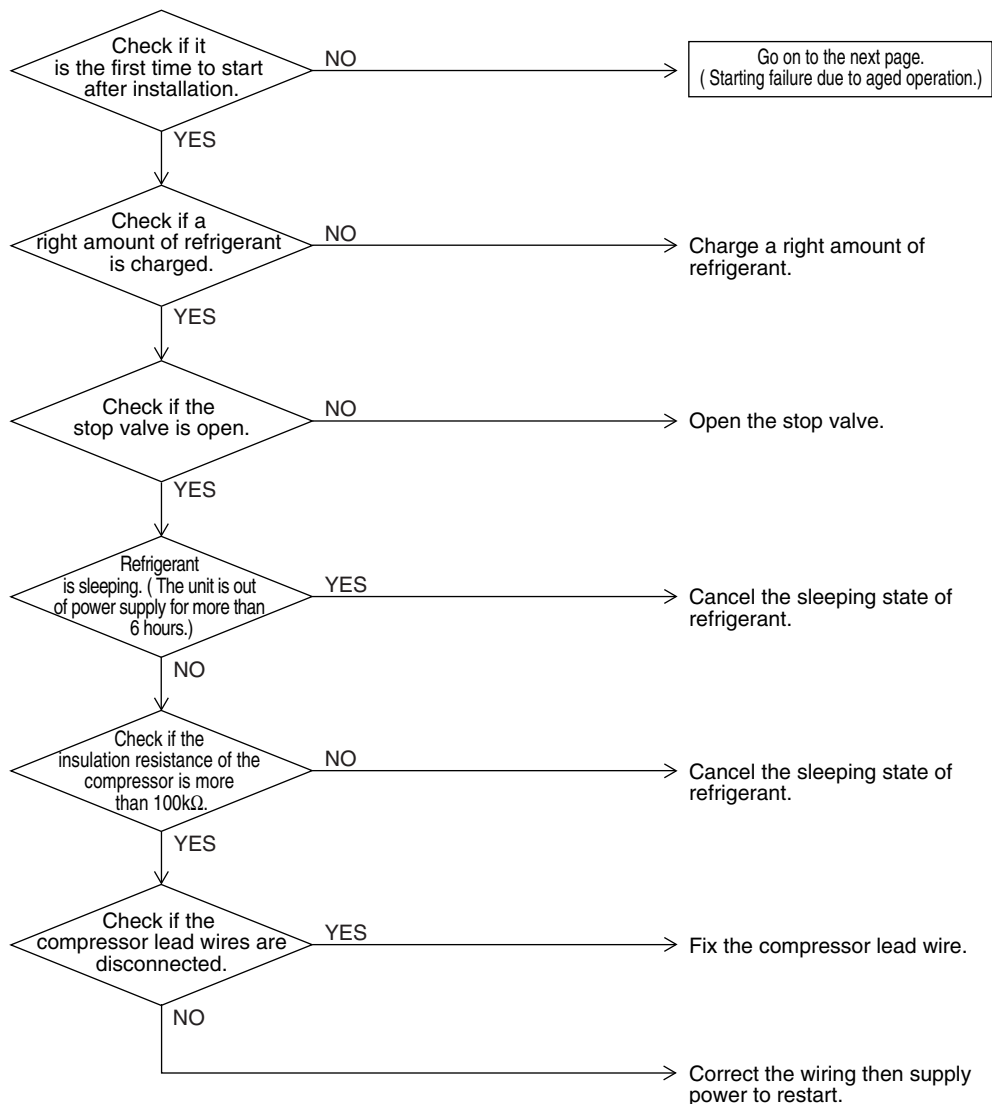 Check if it
is the first time to start
after installation.
NO
Go on to the next page.
( Starting failure due to aged operation.)
YES
Check if a
right amount of refrigerant
is charged.
NO
Charge a right amount of
refrigerant.
YES
Check if the
stop valve is open.
NO
Open the stop valve.
YES
Refrigerant
is sleeping. ( The unit is out
of power supply for more than
6 hours.)
YES
Cancel the sleeping state of
refrigerant.
NO
Check if the
insulation resistance of the
compressor is more
than 100kΩ.
NO
Cancel the sleeping state of
refrigerant.
YES
Check if the
compressor lead wires are
disconnected.
YES
Fix the compressor lead wire.
NO
Correct the wiring then supply
power to restart.